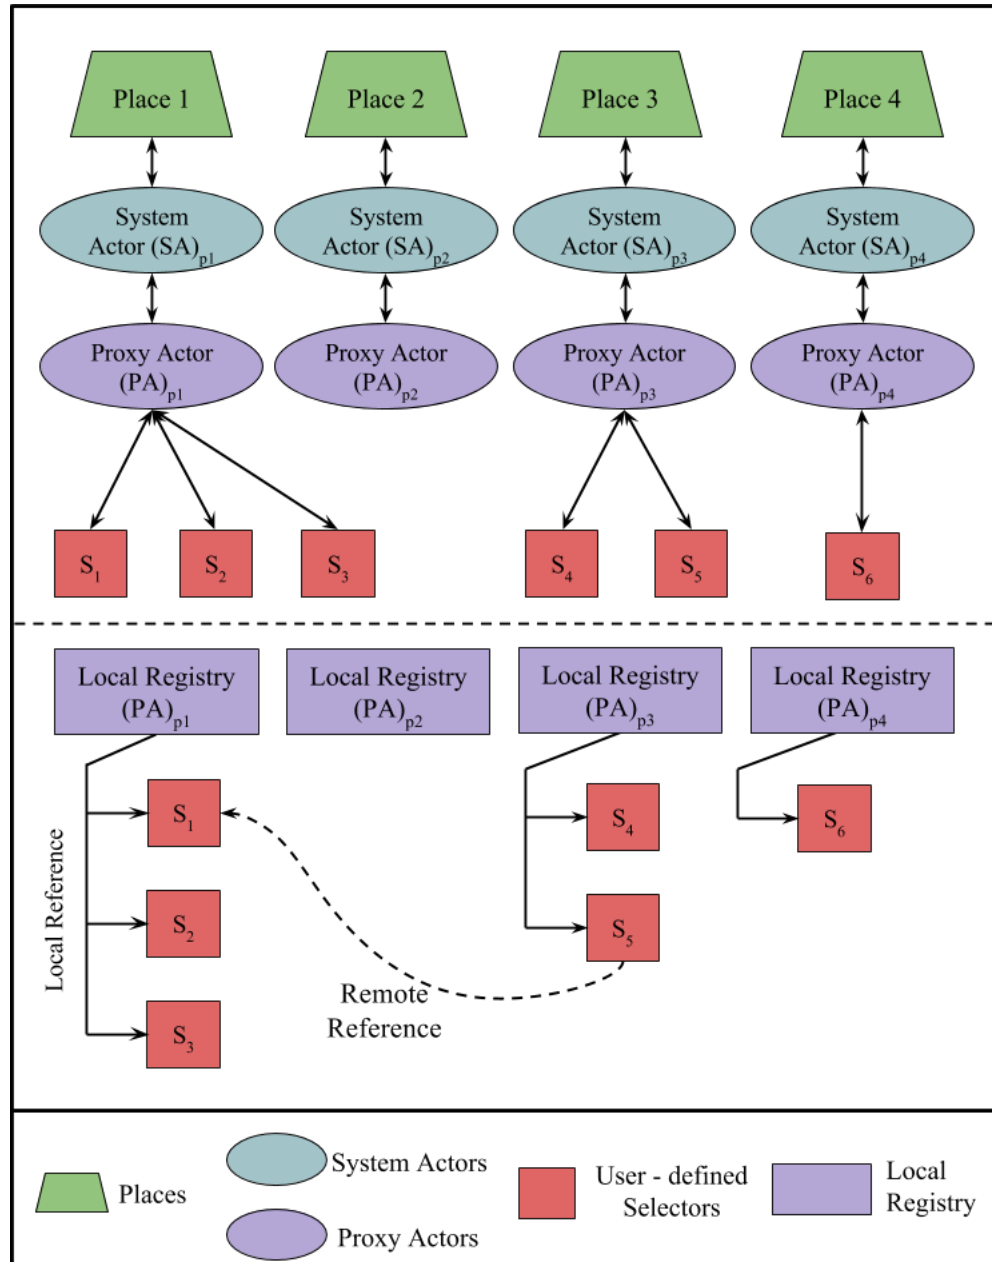 Place 1
Place 2
Place 3
Place 4
System
Actor (SA)p1
System
Actor (SA)p2
System
Actor (SA)p3
System
Actor (SA)p4
Proxy Actor
(PA)p1
Proxy Actor
(PA)p2
Proxy Actor
(PA)p3
Proxy Actor
(PA)p4
S1
S2
S3
S4
S5
S6
Local Registry
(PA)p1
Local Registry
(PA)p2
Local Registry
(PA)p3
Local Registry
(PA)p4
Local Reference
S1
S2
S3
S4
S5
S6
Remote
Reference
Places
System Actors
Proxy Actors
User - defined
Selectors
Local
Registry